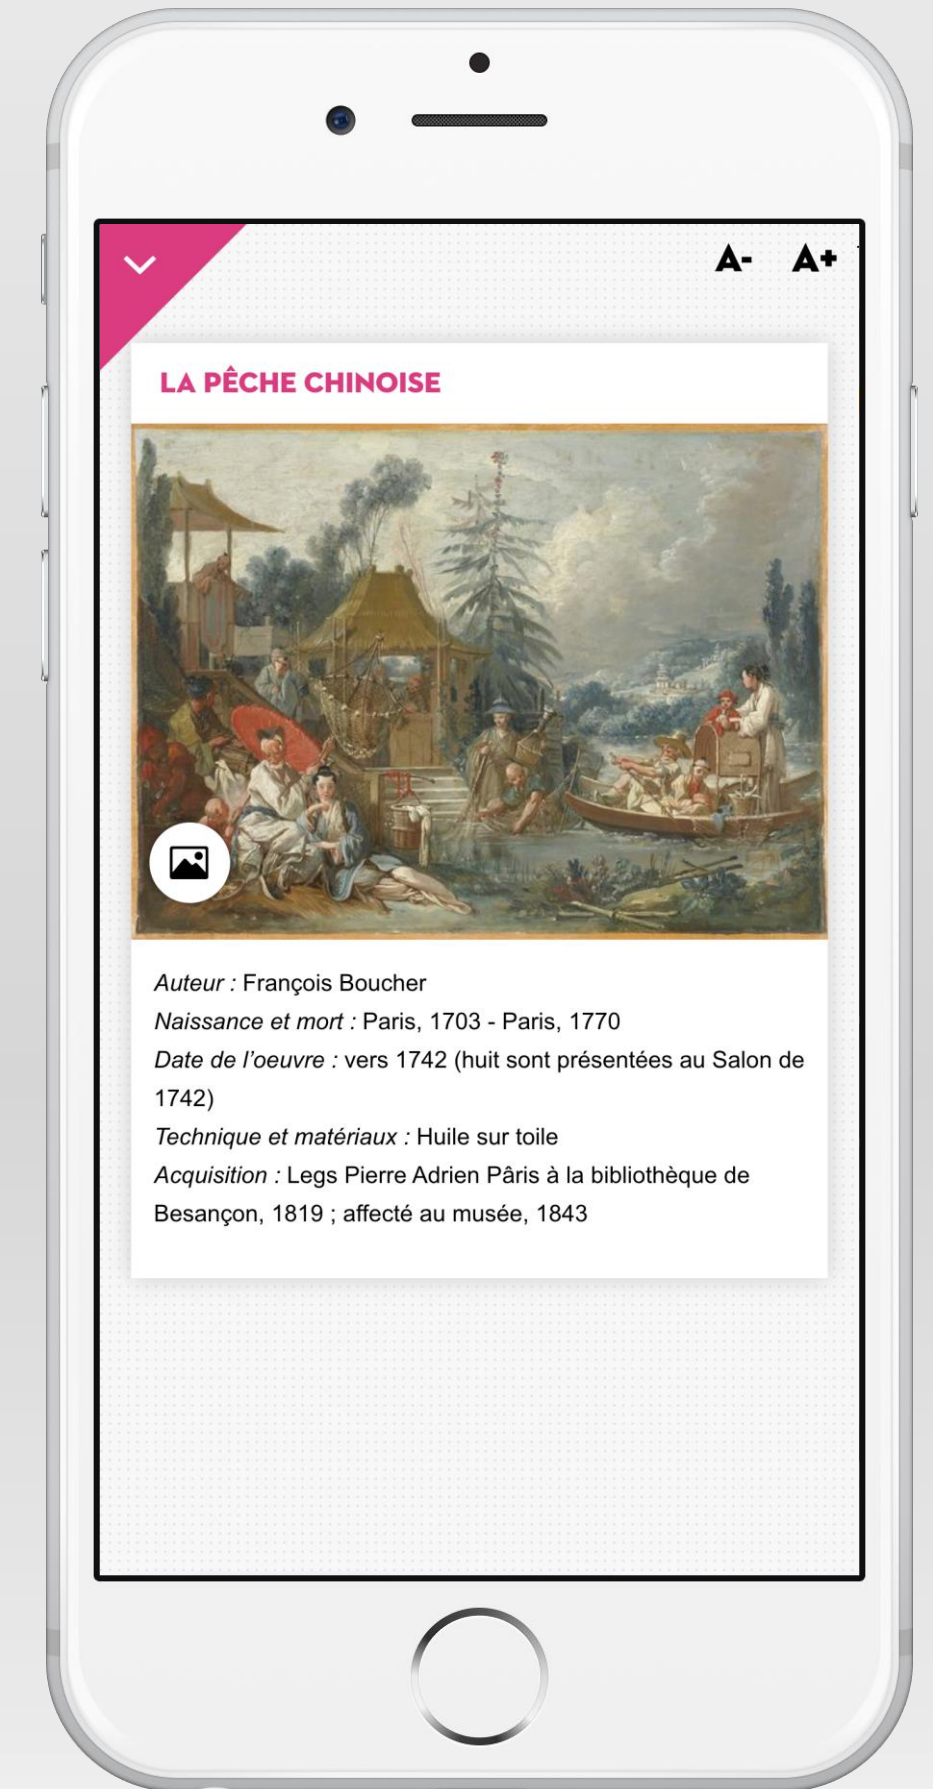 A- A+
LA PÊCHE CHINOISE
Auteur : François Boucher
Naissance et mort : Paris, 1703 - Paris, 1770
Date de l'oeuvre : vers 1742 (huit sont présentées au Salon de
1742)
Technique et matériaux : Huile sur toile
Acquisition : Legs Pierre Adrien Pâris à la bibliothèque de
Besançon, 1819 ; affecté au musée, 1843